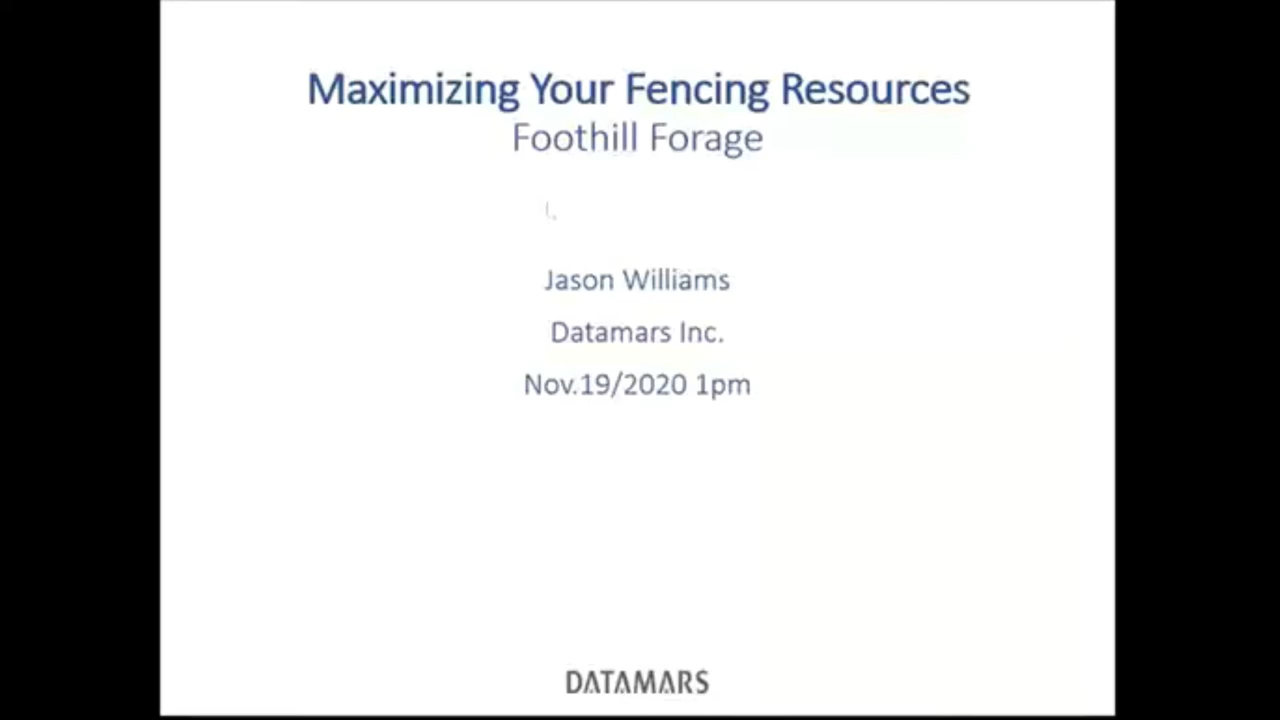 Maximizing Your Fencing Resources
Foothill Forage
Jason Williams
Datamars Inc.
Nov.19/2020 1pm
DATAMARS